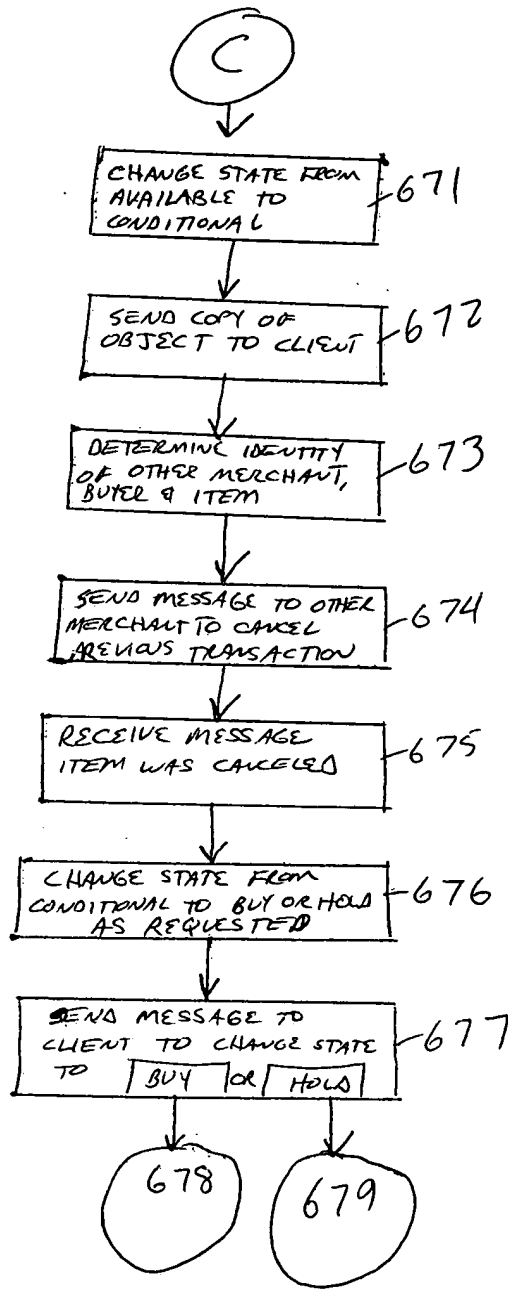 C
CHANGE STATE FROM
AVAILABLE TO
CONDITIONAL
671
SEND COPY OF
OBJECT TO CLIENT
672
DETERMINE IDENTITY
OF OTHER MERCHANT,
BUYER & ITEM
673
SEND MESSAGE TO OTHER
MERCHANT TO CANCEL
PREVIOUS TRANSACTION
674
RECEIVE MESSAGE
ITEM WAS CANCELED
675
CHANGE STATE FROM
CONDITIONAL TO BUY OR HOLD
AS REQUESTED
676
SEND MESSAGE TO
CLIENT TO CHANGE STATE
TO BUY OR HOLD
677
678
679